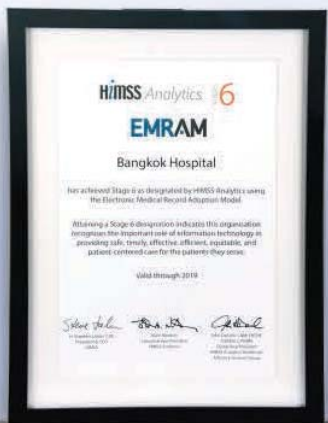 HIMSS Analytics 6
EMRAM
Bangkok Hospital
has achieved Stage 6 as designated by HIMSS Analytics using
the Electronic Medical Record Adoption Model
Attaining a Stage 6 designation indicates this organization
recognizes the important role of information technology in
providing safe, timely, effective, efficient, equitable, and
patient-centered care for the patients they serve.
Valid through 2019